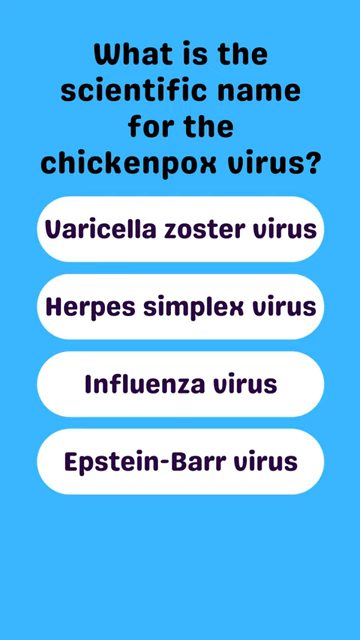 What is the
scientific name
for the
chickenpox virus?
Varicella zoster virus
Herpes simplex virus
Influenza virus
Epstein-Barr virus